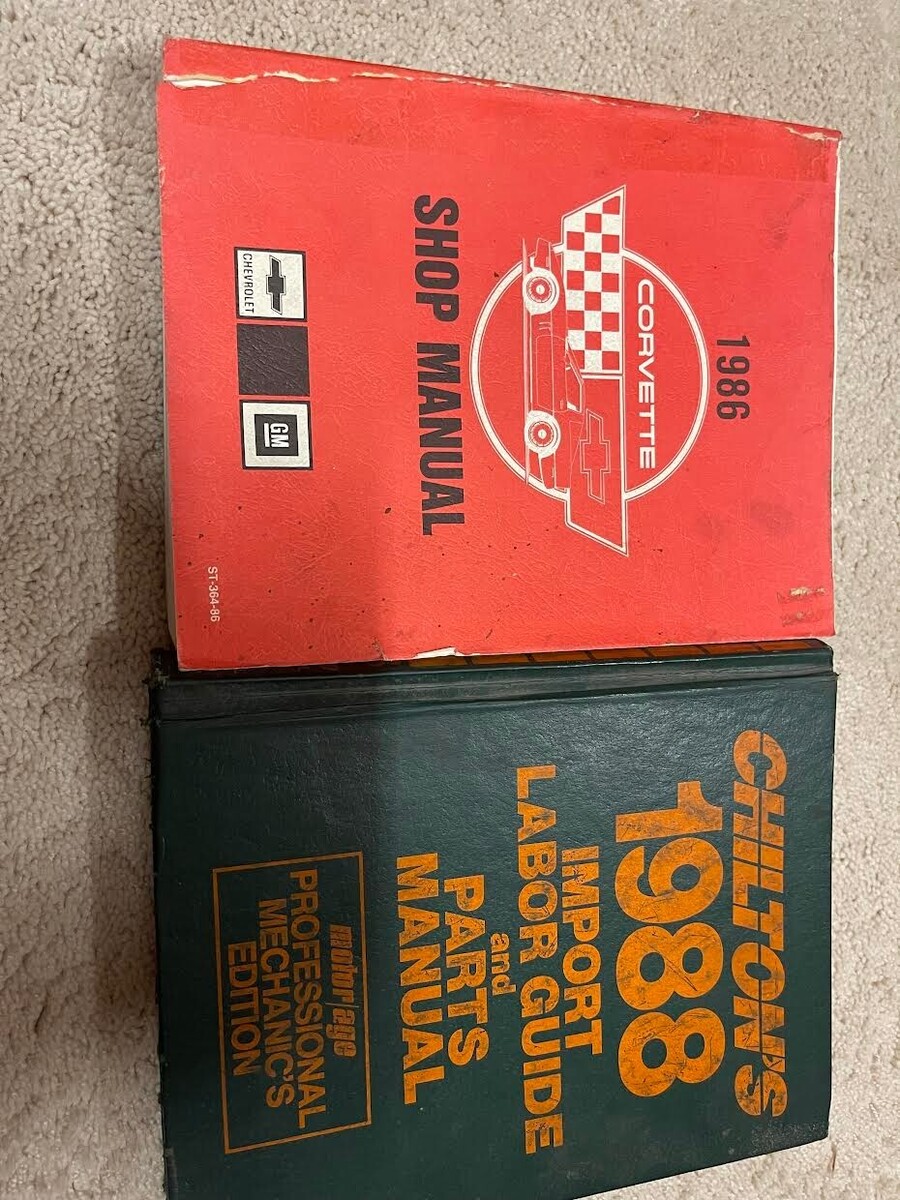 1986
CORVETTE
SHOP MANUAL
CHEVROLET
GM
ST-364-86
CHILTON'S
1988
IMPORT
LABOR GUIDE
and
PARTS
MANUAL
motor/age
PROFESSIONAL
MECHANIC'S
EDITION